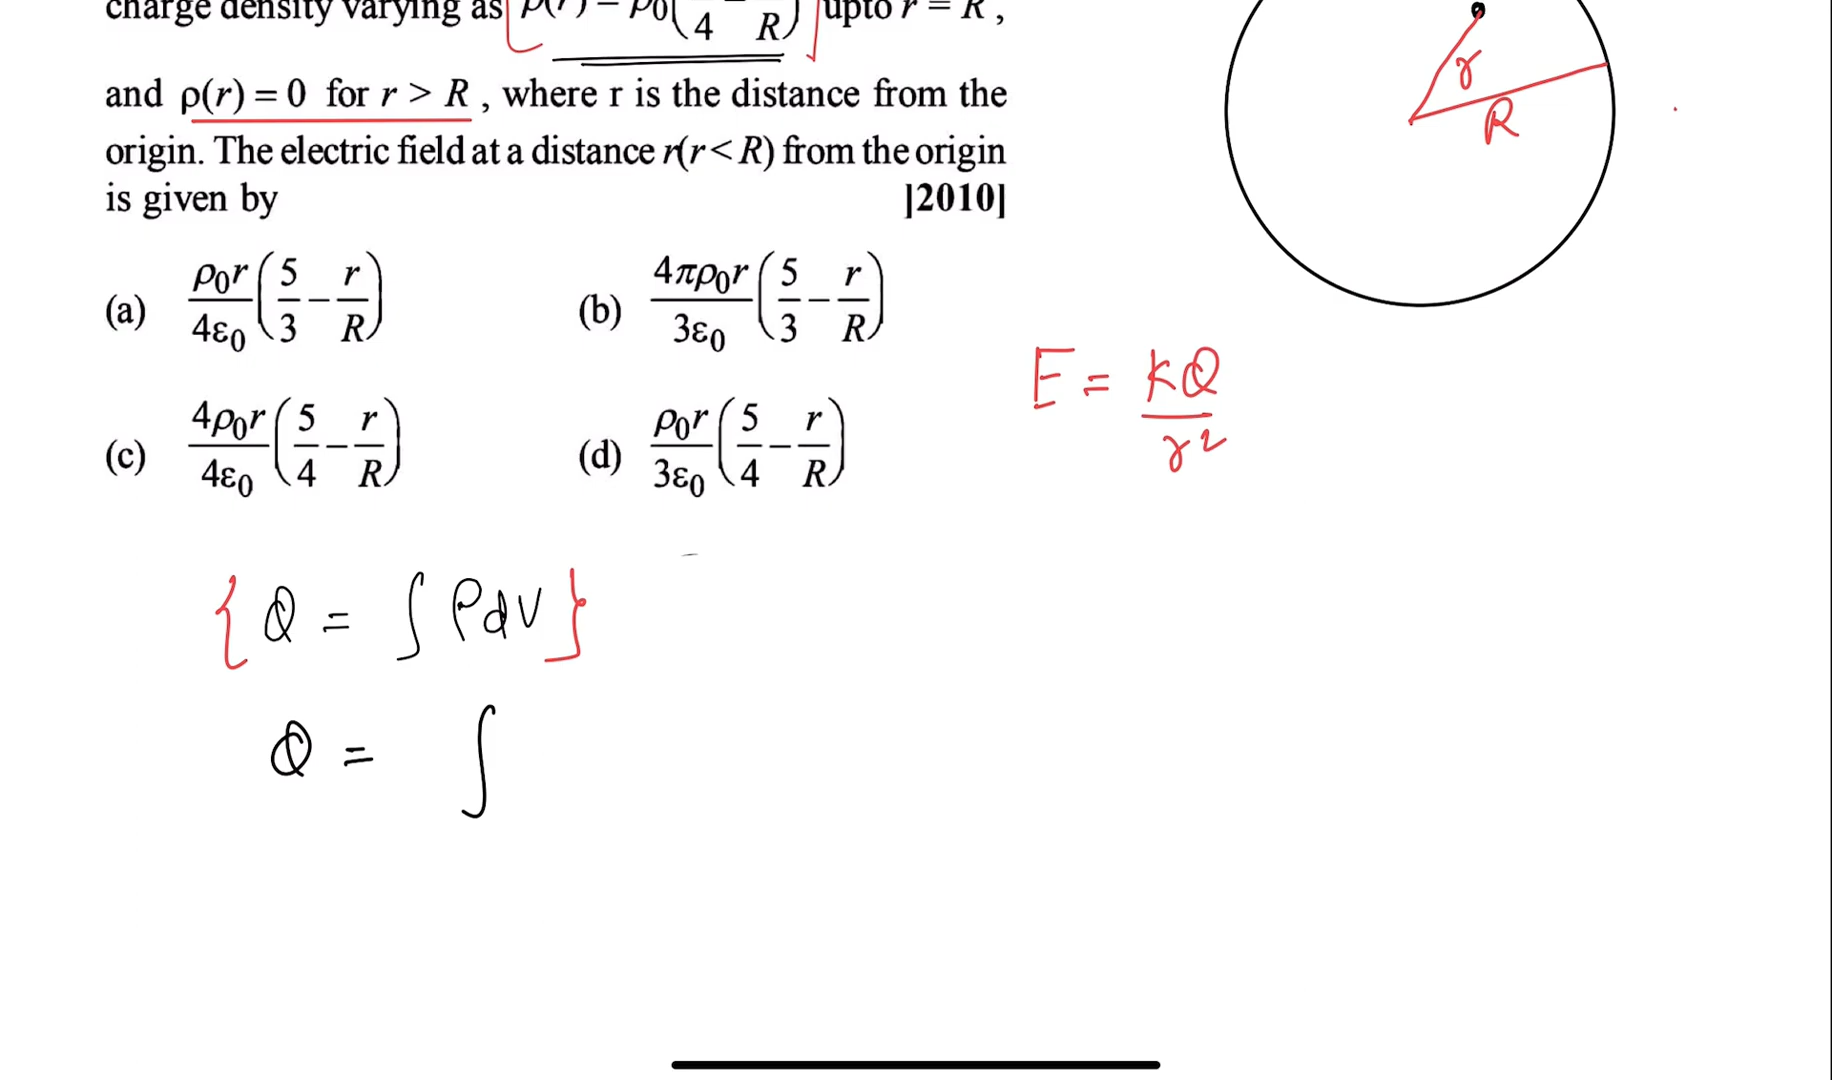 charge density varying as ρ(r) = ρ0( /4 − /R) upto r = R ,
and ρ(r) = 0 for r > R , where r is the distance from the
origin. The electric field at a distance r(r < R) from the origin
is given by ]2010]
(a) ρ0r/4ε0 (5/3 − r/R) (b) 4πρ0r/3ε0 (5/3 − r/R)
(c) 4ρ0r/4ε0 (5/4 − r/R) (d) ρ0r/3ε0 (5/4 − r/R)
r
R
E = KQ/r²
{ Q = ∫ ρdV }
Q = ∫